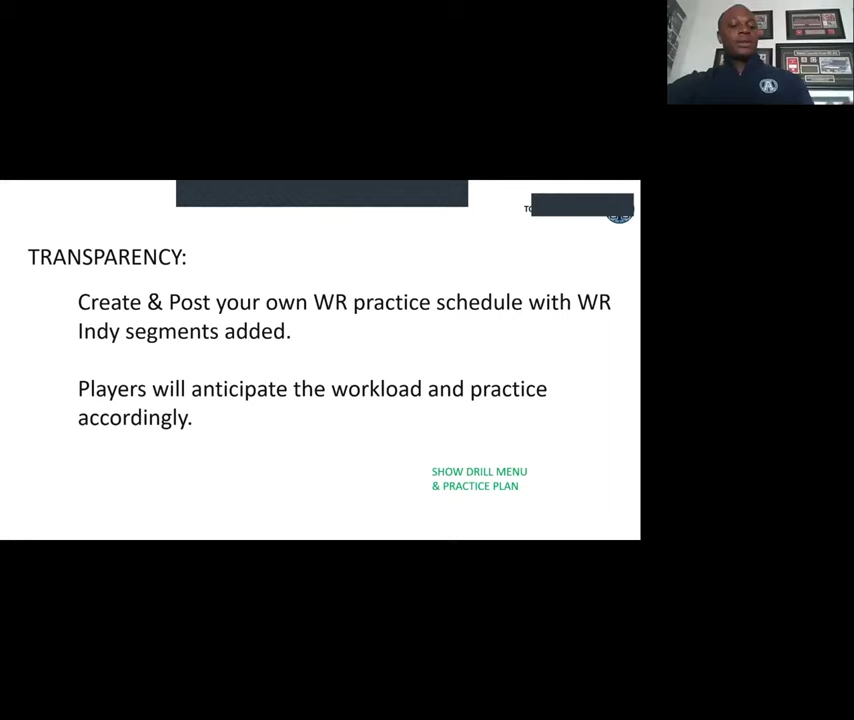 TRANSPARENCY:
Create & Post your own WR practice schedule with WR
Indy segments added.
Players will anticipate the workload and practice
accordingly.
SHOW DRILL MENU
& PRACTICE PLAN